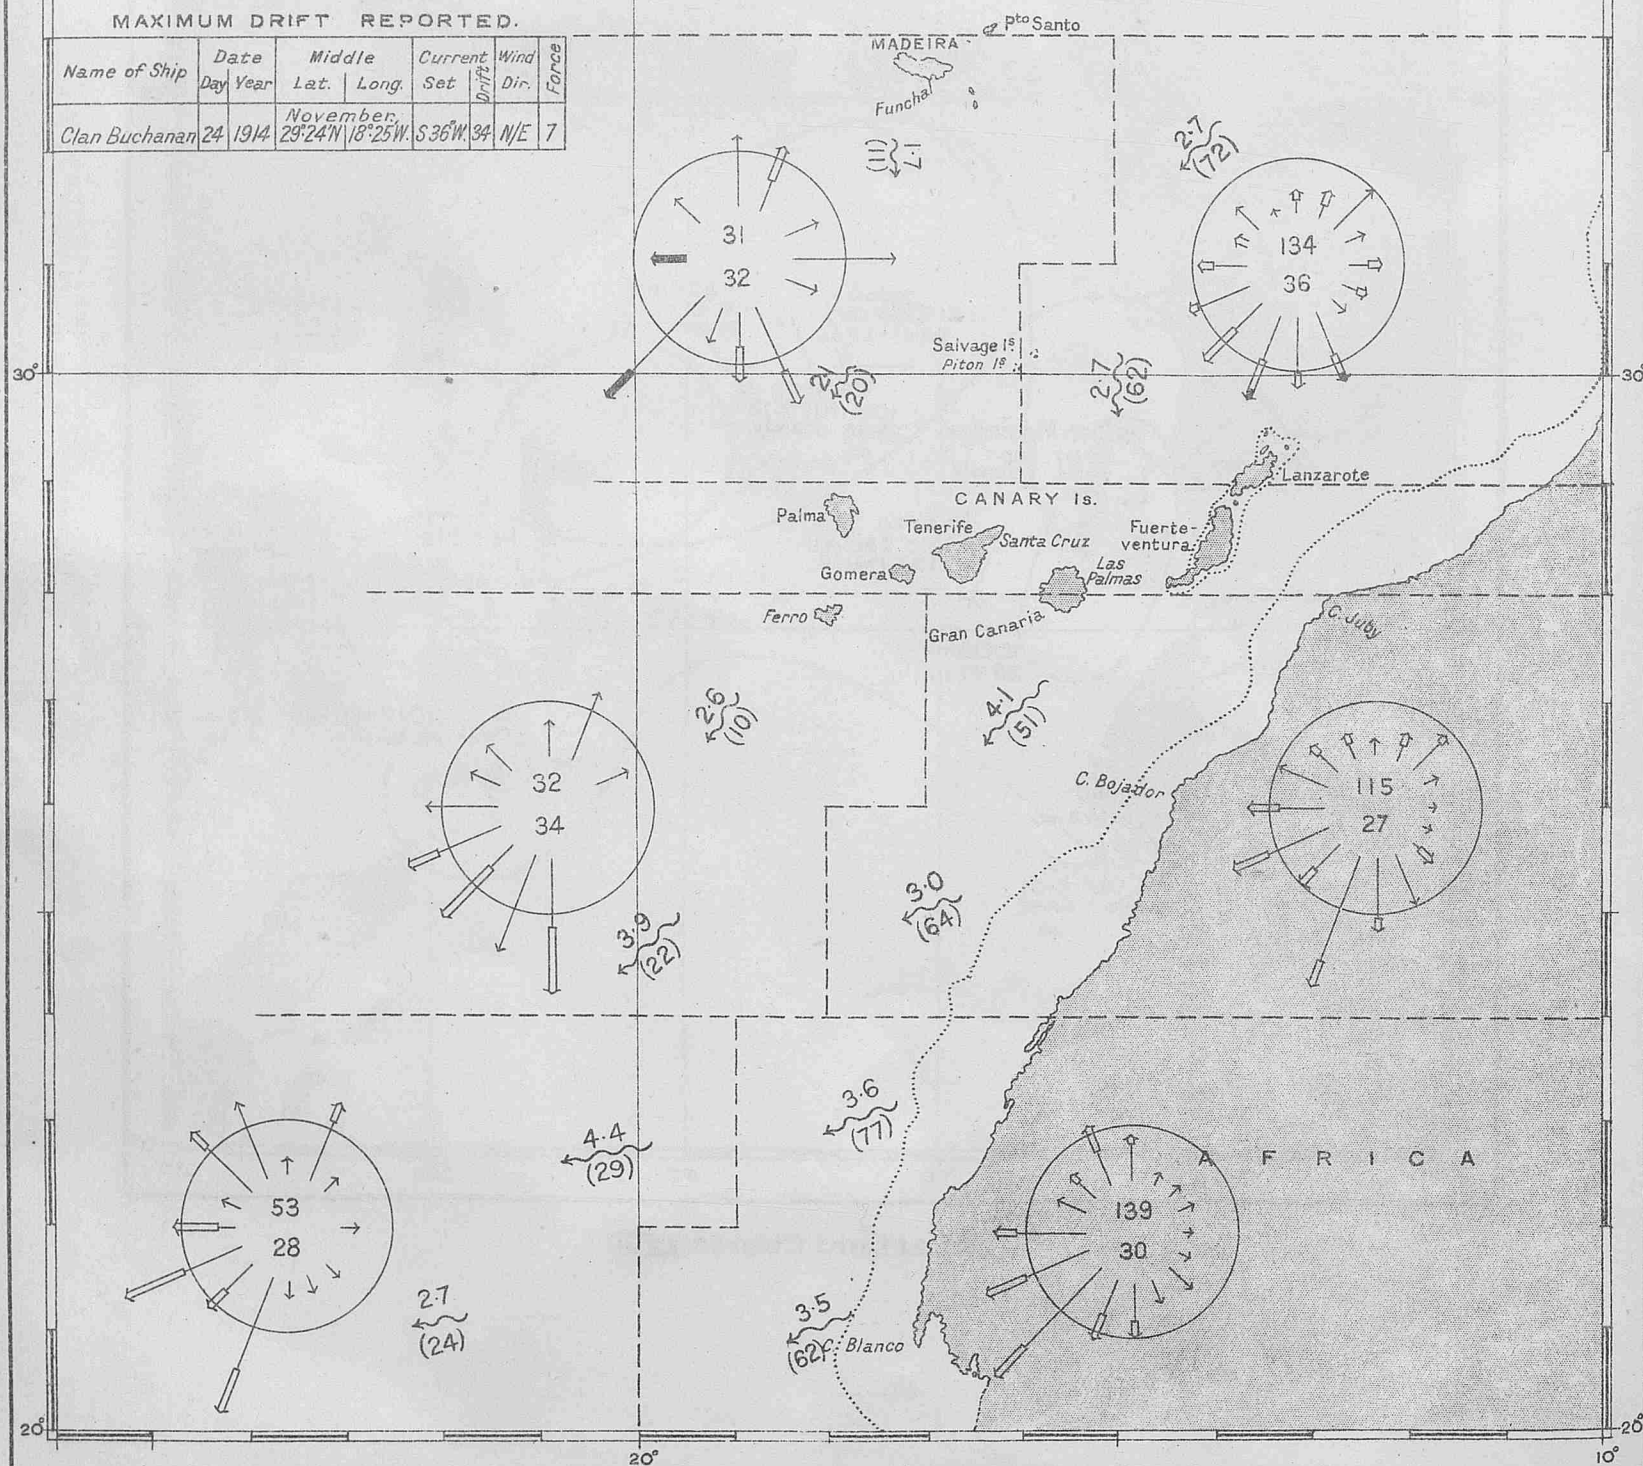 MAXIMUM DRIFT REPORTED.
Name of Ship | Date | Middle | Current | Wind | Force
Day | Year | Lat. | Long. | Set | Drift | Dir.
November,
Clan Buchanan | 24 | 1914 | 29°24'N | 18°25'W. | S36°W. | 34 | N/E | 7
Pto Santo
MADEIRA
Funchal
1.7
2.7
(72)
31
32
134
36
Salvage Is.
Piton Is.
30°
2.1
(20)
2.7
(62)
30°
Lanzarote
CANARY Is.
Palma
Tenerife
Santa Cruz
Fuerte-
ventura
Gomera
Las
Palmas
Ferro
Gran Canaria
C. Juby
2.6
(10)
4.1
(51)
32
34
C. Bojador
115
27
3.9
(22)
3.0
(64)
3.6
(77)
4.4
(29)
AFRICA
53
28
139
30
2.7
(24)
3.5
(62)
C. Blanco
20°
20°
20°
10°